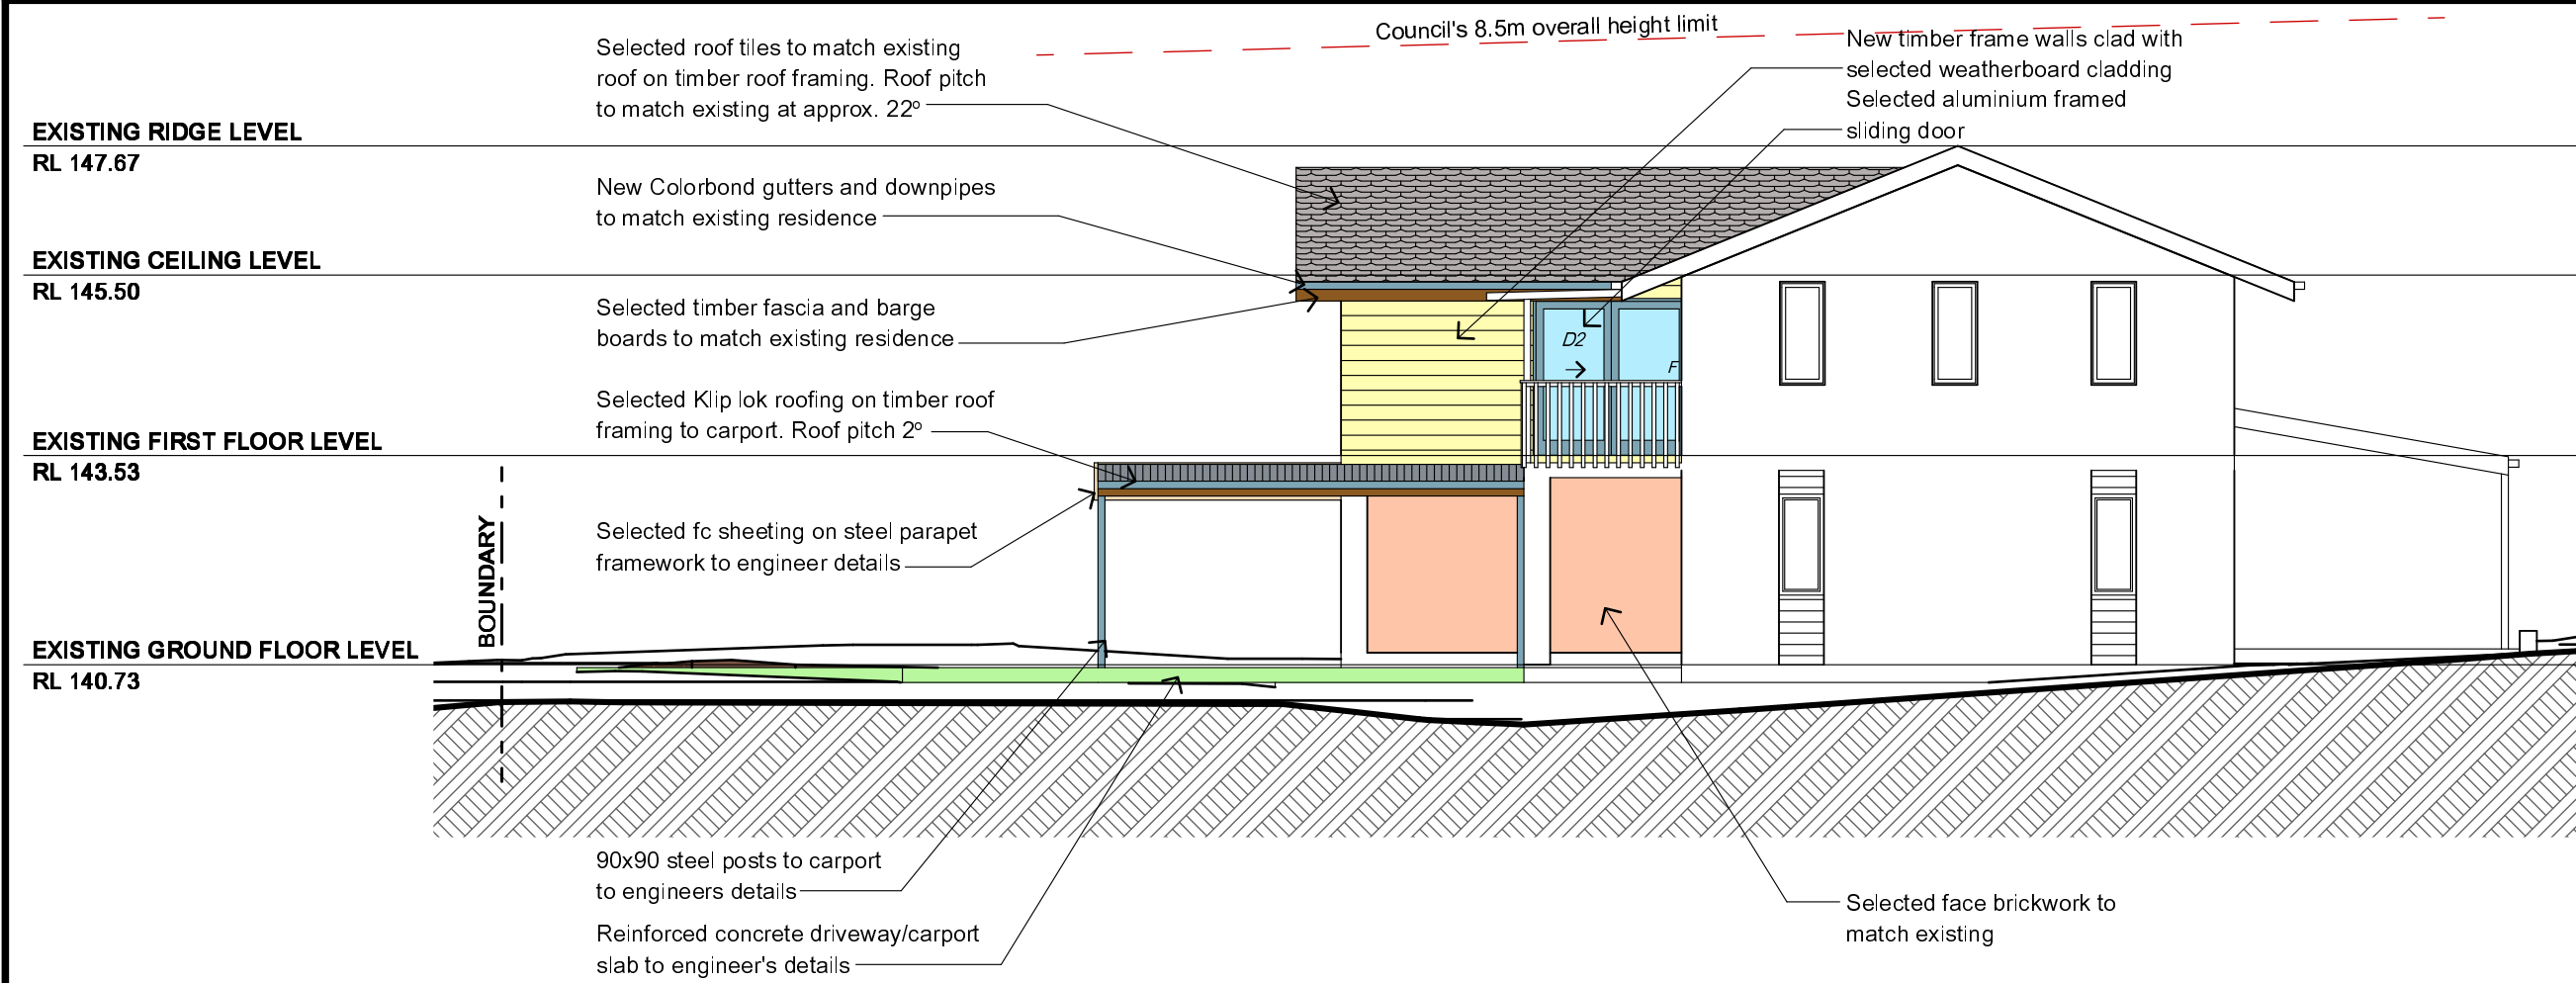 Council's 8.5m overall height limit
Selected roof tiles to match existing
roof on timber roof framing. Roof pitch
to match existing at approx. 22º
New timber frame walls clad with
selected weatherboard cladding
Selected aluminium framed
sliding door
EXISTING RIDGE LEVEL
RL 147.67
New Colorbond gutters and downpipes
to match existing residence
EXISTING CEILING LEVEL
RL 145.50
Selected timber fascia and barge
boards to match existing residence
D2
F
Selected Klip lok roofing on timber roof
framing to carport. Roof pitch 2º
EXISTING FIRST FLOOR LEVEL
RL 143.53
BOUNDARY
Selected fc sheeting on steel parapet
framework to engineer details
EXISTING GROUND FLOOR LEVEL
RL 140.73
90x90 steel posts to carport
to engineers details
Reinforced concrete driveway/carport
slab to engineer's details
Selected face brickwork to
match existing